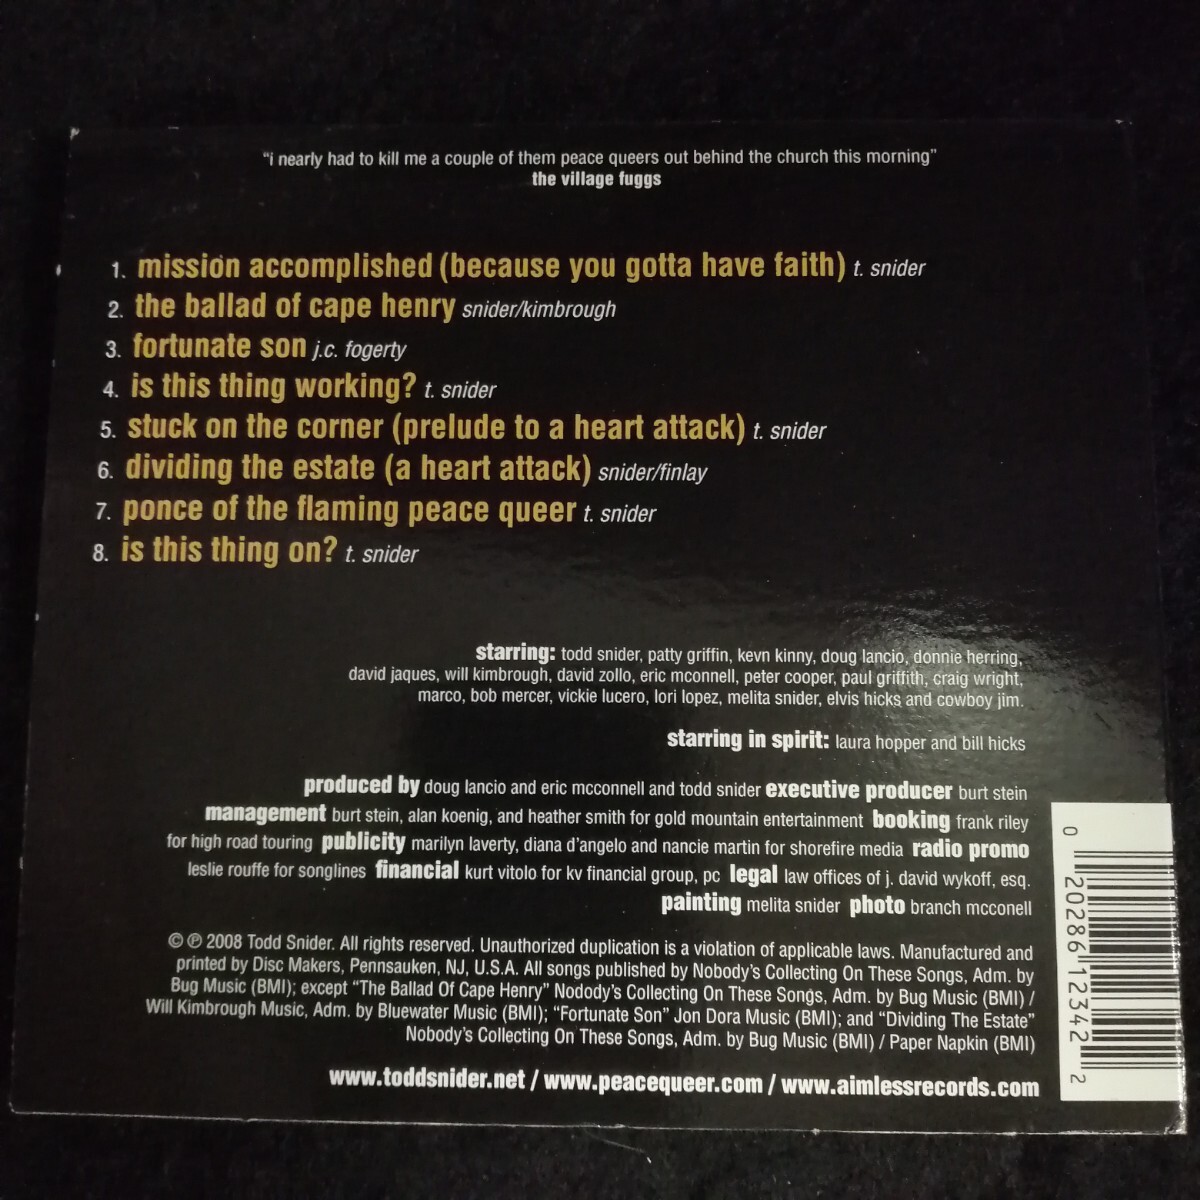 "i nearly had to kill me a couple of them peace queers out behind the church this morning"
the village fuggs
1. mission accomplished (because you gotta have faith) t. snider
2. the ballad of cape henry snider/kimbrough
3. fortunate son j.c. fogerty
4. is this thing working? t. snider
5. stuck on the corner (prelude to a heart attack) t. snider
6. dividing the estate (a heart attack) snider/finlay
7. ponce of the flaming peace queer t. snider
8. is this thing on? t. snider
starring: todd snider, patty griffin, kevn kinny, doug lancio, donnie herring,
david jaques, will kimbrough, david zollo, eric mconnell, peter cooper, paul griffith, craig wright,
marco, bob mercer, vickie lucero, lori lopez, melita snider, elvis hicks and cowboy jim.
starring in spirit: laura hopper and bill hicks
produced by doug lancio and eric mcconnell and todd snider executive producer burt stein
management burt stein, alan koenig, and heather smith for gold mountain entertainment booking frank riley
for high road touring publicity marilyn laverty, diana d'angelo and nancie martin for shorefire media radio promo
leslie rouffe for songlines financial kurt vitolo for kv financial group, pc legal law offices of j. david wykoff, esq.
painting melita snider photo branch mcconell
© ℗ 2008 Todd Snider. All rights reserved. Unauthorized duplication is a violation of applicable laws. Manufactured and
printed by Disc Makers, Pennsauken, NJ, U.S.A. All songs published by Nobody's Collecting On These Songs, Adm. by
Bug Music (BMI); except "The Ballad Of Cape Henry" Nodody's Collecting On These Songs, Adm. by Bug Music (BMI) /
Will Kimbrough Music, Adm. by Bluewater Music (BMI); "Fortunate Son" Jon Dora Music (BMI); and "Dividing The Estate"
Nobody's Collecting On These Songs, Adm. by Bug Music (BMI) / Paper Napkin (BMI)
www.toddsnider.net / www.peacequeer.com / www.aimlessrecords.com
0 20286 12342 2